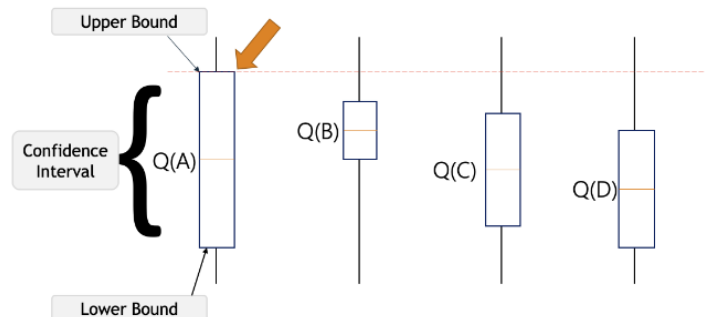 Upper Bound
Confidence
Interval
Q(A)
Q(B)
Q(C)
Q(D)
Lower Bound